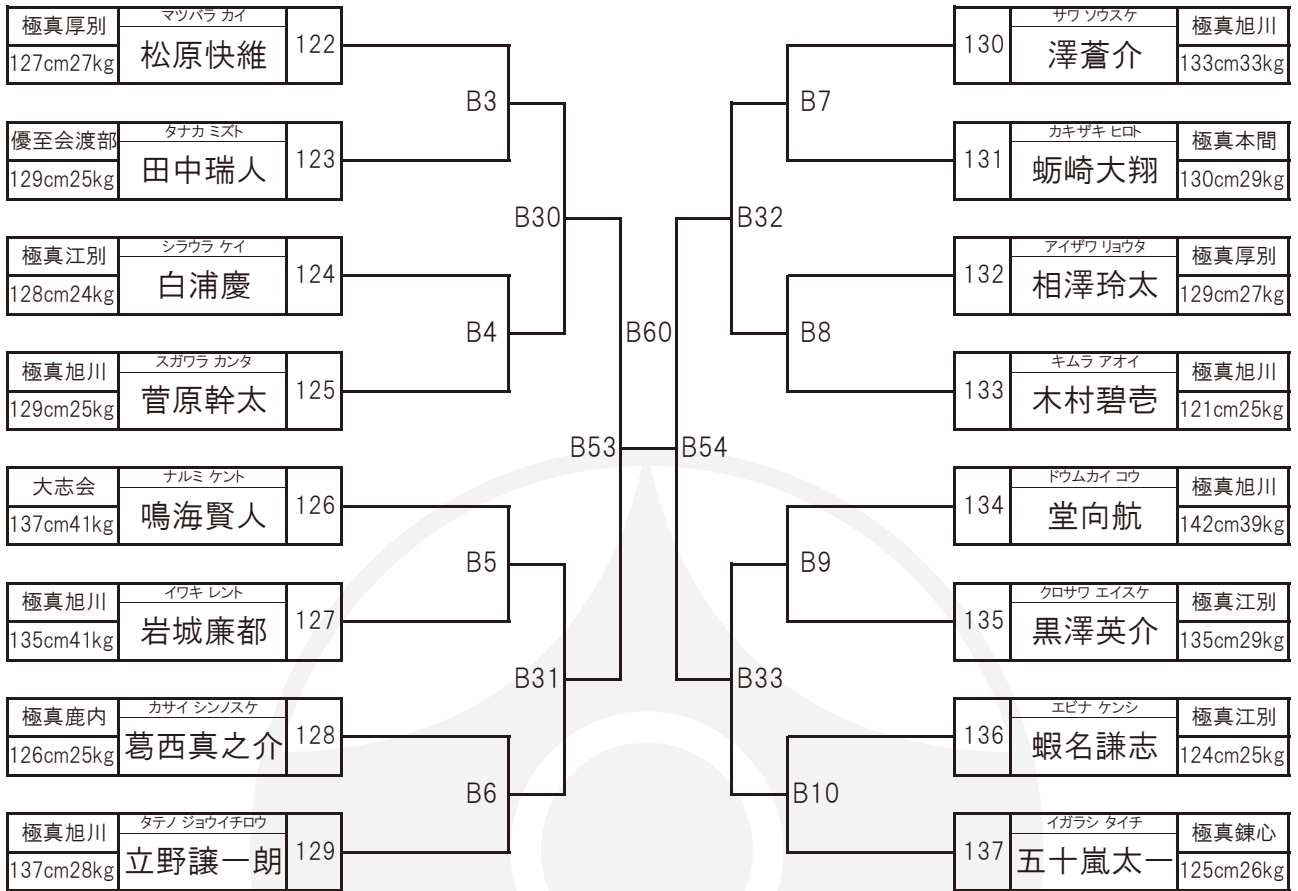 極真厚別
127cm27kg
マツバラ カイ
松原快維
122
優至会渡部
129cm25kg
タナカ ミズト
田中瑞人
123
極真江別
128cm24kg
シラウラ ケイ
白浦慶
124
極真旭川
129cm25kg
スガワラ カンタ
菅原幹太
125
大志会
137cm41kg
ナルミ ケント
鳴海賢人
126
極真旭川
135cm41kg
イワキ レント
岩城廉都
127
極真鹿内
126cm25kg
カサイ シンノスケ
葛西真之介
128
極真旭川
137cm28kg
タテノ ジョウイチロウ
立野譲一朗
129
B3
B4
B5
B6
B30
B31
B53
B60
B54
B32
B33
B7
B8
B9
B10
130
サワ ソウスケ
澤蒼介
極真旭川
133cm33kg
131
カキザキ ヒロト
蛎崎大翔
極真本間
130cm29kg
132
アイザワ リョウタ
相澤玲太
極真厚別
129cm27kg
133
キムラ アオイ
木村碧壱
極真旭川
121cm25kg
134
ドウムカイ コウ
堂向航
極真旭川
142cm39kg
135
クロサワ エイスケ
黒澤英介
極真江別
135cm29kg
136
エビナ ケンシ
蝦名謙志
極真江別
124cm25kg
137
イガラシ タイチ
五十嵐太一
極真錬心
125cm26kg